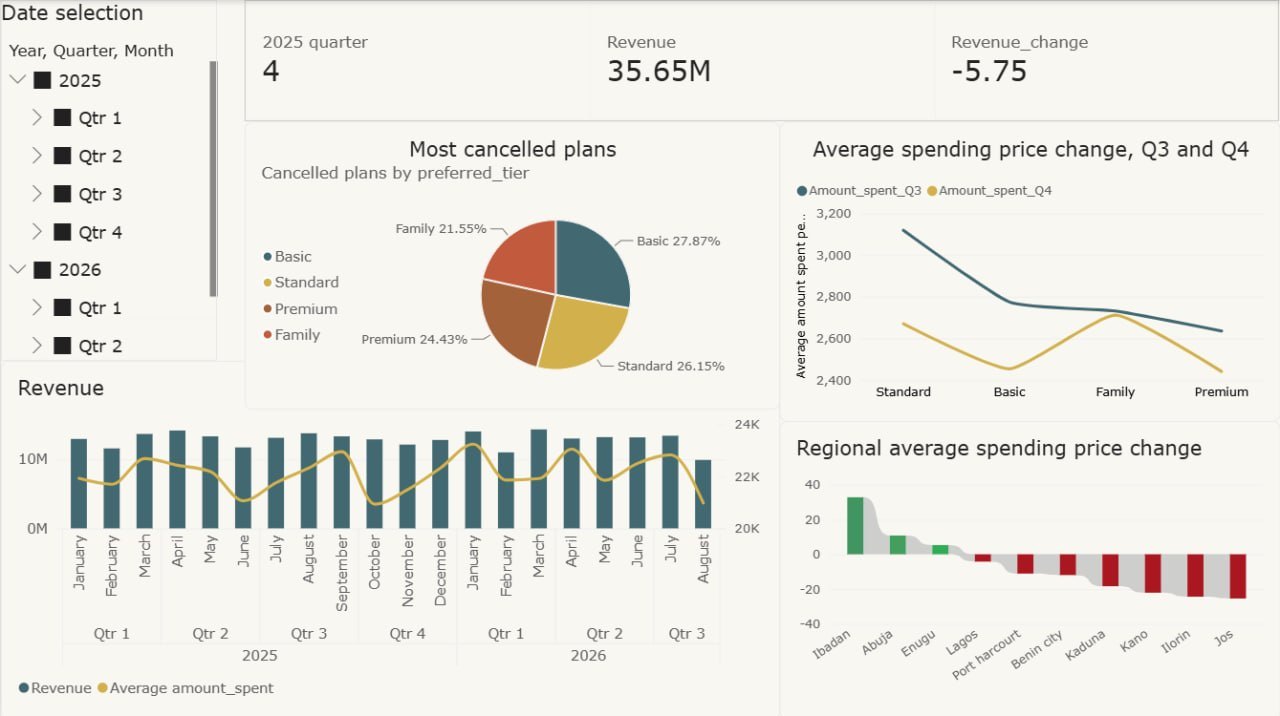 Date selection
Year, Quarter, Month
2025
Qtr 1
Qtr 2
Qtr 3
Qtr 4
2026
Qtr 1
Qtr 2
2025 quarter
4
Revenue
35.65M
Revenue_change
-5.75
Most cancelled plans
Cancelled plans by preferred_tier
Basic
Standard
Premium
Family
Family 21.55%
Basic 27.87%
Premium 24.43%
Standard 26.15%
Average spending price change, Q3 and Q4
Amount_spent_Q3 Amount_spent_Q4
Average amount spent pe...
3,200
3,000
2,800
2,600
2,400
Standard Basic Family Premium
Revenue
10M
0M
24K
22K
20K
January February March April May June July August September October November December January February March April May June July August
Qtr 1 Qtr 2 Qtr 3 Qtr 4 Qtr 1 Qtr 2 Qtr 3
2025 2026
Revenue Average amount_spent
Regional average spending price change
40
20
0
-20
-40
Ibadan Abuja Enugu Lagos Port harcourt Benin city Kaduna Kano Ilorin Jos